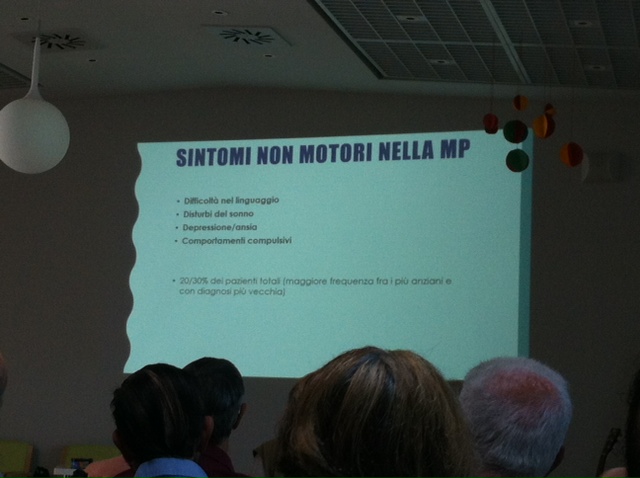 SINTOMI NON MOTORI NELLA MP
• Difficoltà nel linguaggio
• Disturbi del sonno
• Depressione/ansia
• Comportamenti compulsivi
• 20/30% dei pazienti totali (maggiore frequenza fra i più anziani e
con diagnosi più vecchia)